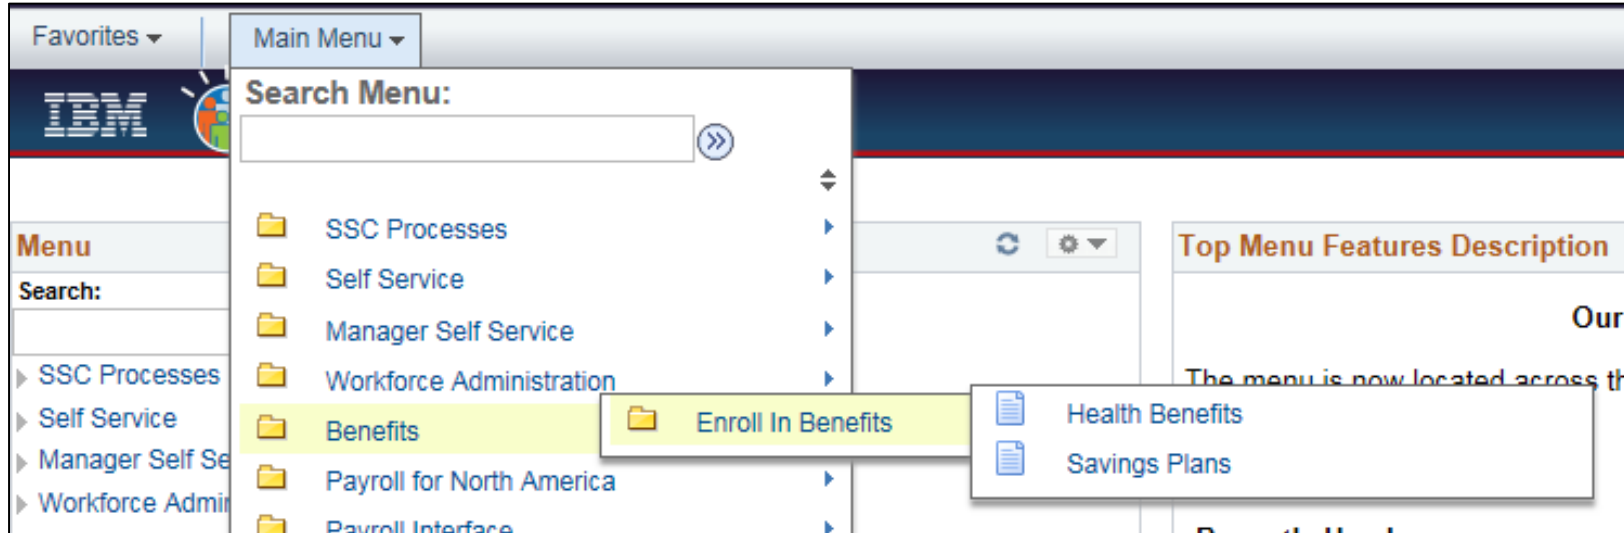 Favorites
Main Menu
IBM
Search Menu:
SSC Processes
Self Service
Manager Self Service
Workforce Administration
Benefits
Payroll for North America
Payroll Interface
Enroll In Benefits
Health Benefits
Savings Plans
Menu
Search:
SSC Processes
Self Service
Manager Self Se
Workforce Admin
Top Menu Features Description
Our
The menu is now located across th